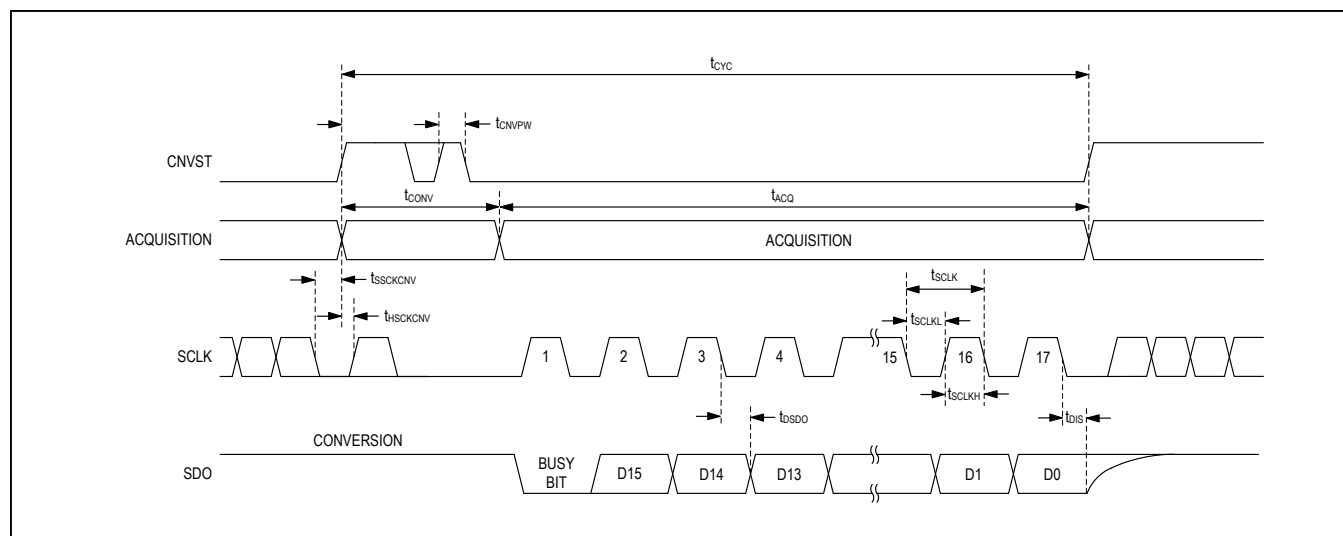 tCYC
tCNVPW
CNVST
tCONV
tACQ
ACQUISITION
ACQUISITION
tSSCKCNV
tSCLK
tHSCKCNV
tSCLKL
SCLK
1 2 3 4 15 16 17
tDSDO
tSCLKH
tDIS
CONVERSION
SDO
BUSY
BIT
D15 D14 D13 D1 D0